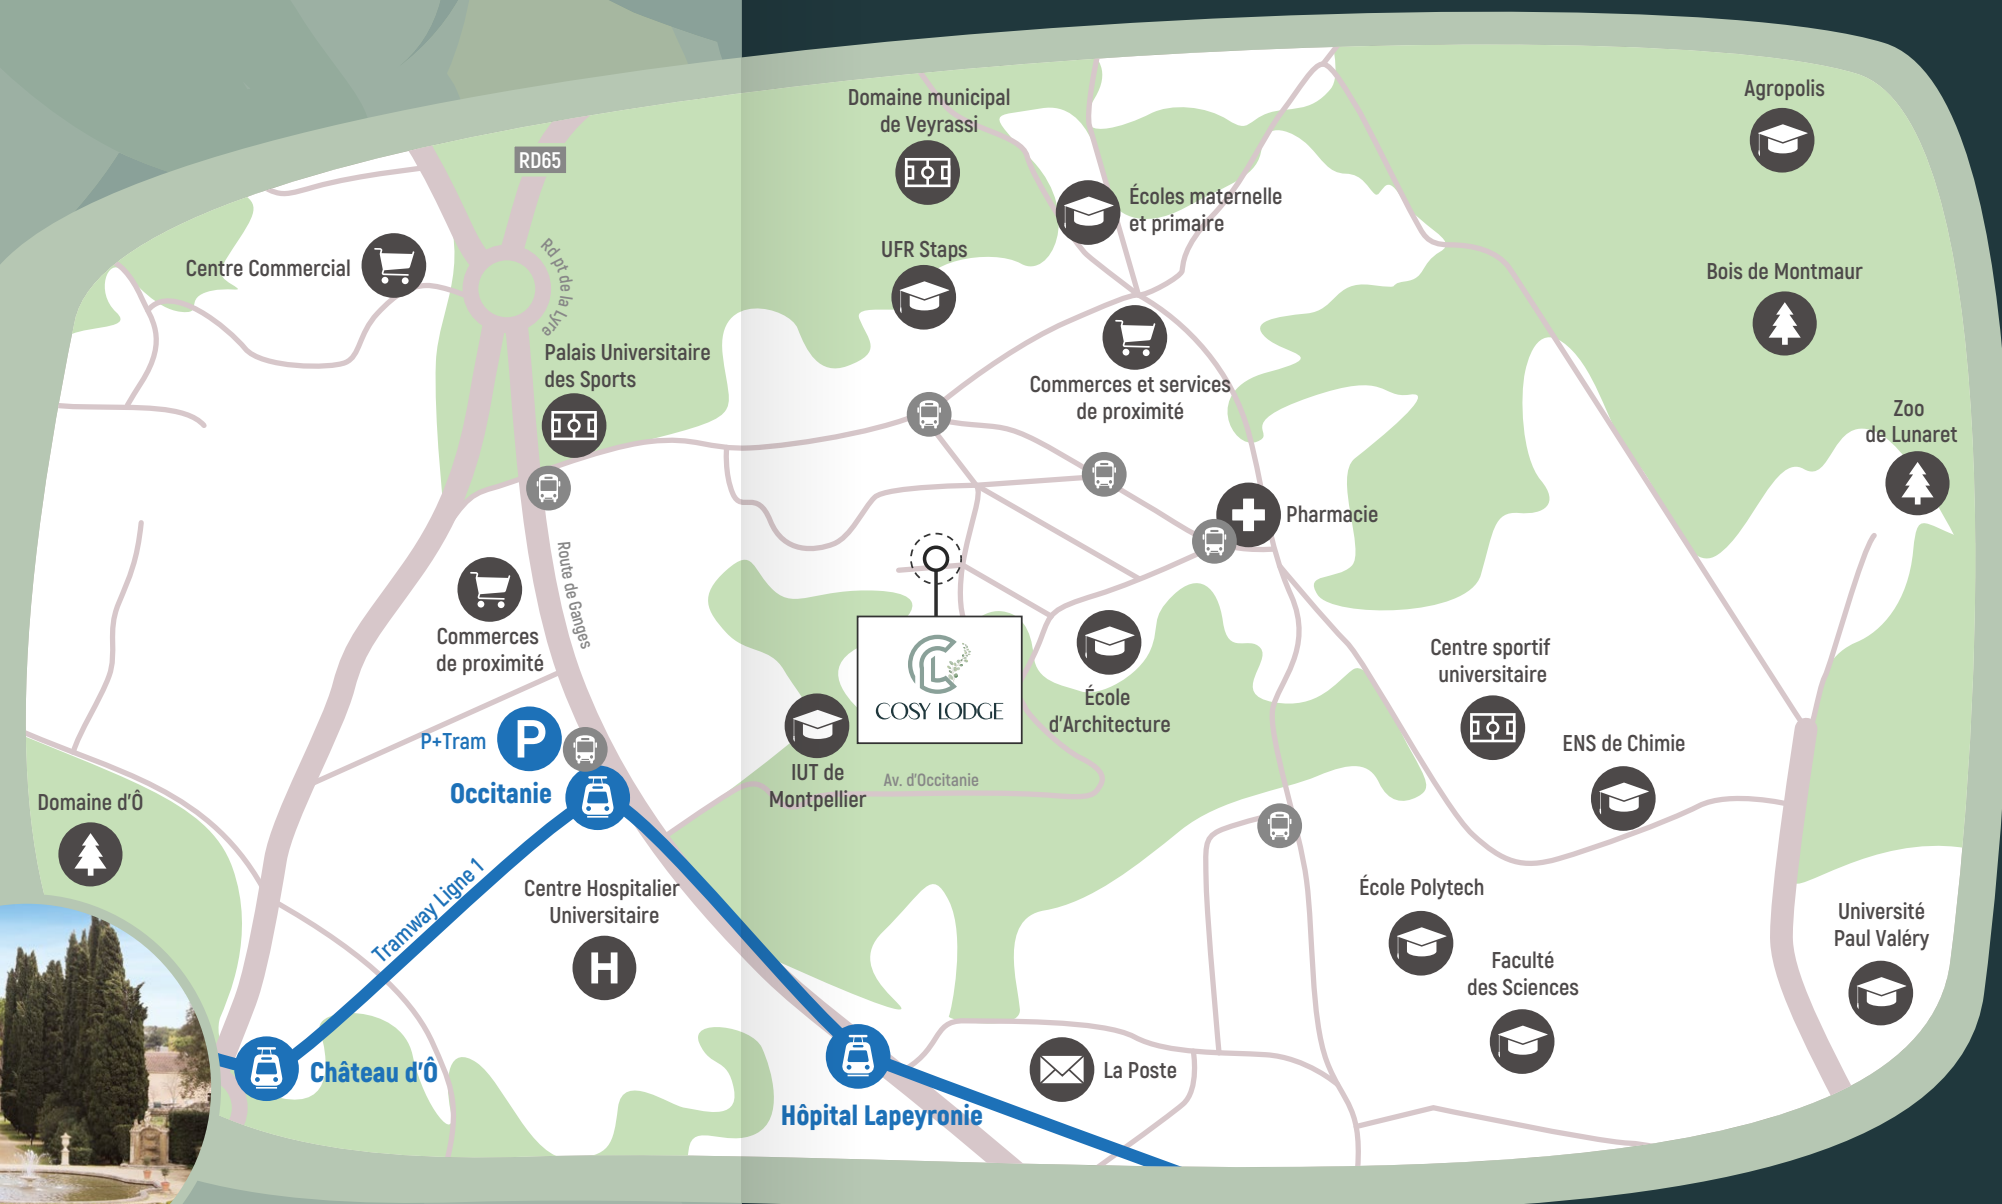 Domaine municipal
de Veyrassi
Agropolis
RD65
Écoles maternelle
et primaire
Centre Commercial
Rd pt de la Lyre
UFR Staps
Bois de Montmaur
Palais Universitaire
des Sports
Commerces et services
de proximité
Zoo
de Lunaret
Pharmacie
Route de Ganges
Commerces
de proximité
CL
COSY LODGE
École
d'Architecture
Centre sportif
universitaire
P+Tram
P
Occitanie
IUT de
Montpellier
Av. d'Occitanie
ENS de Chimie
Domaine d'Ô
Tramway Ligne 1
Centre Hospitalier
Universitaire
H
École Polytech
Faculté
des Sciences
Université
Paul Valéry
Château d'Ô
La Poste
Hôpital Lapeyronie